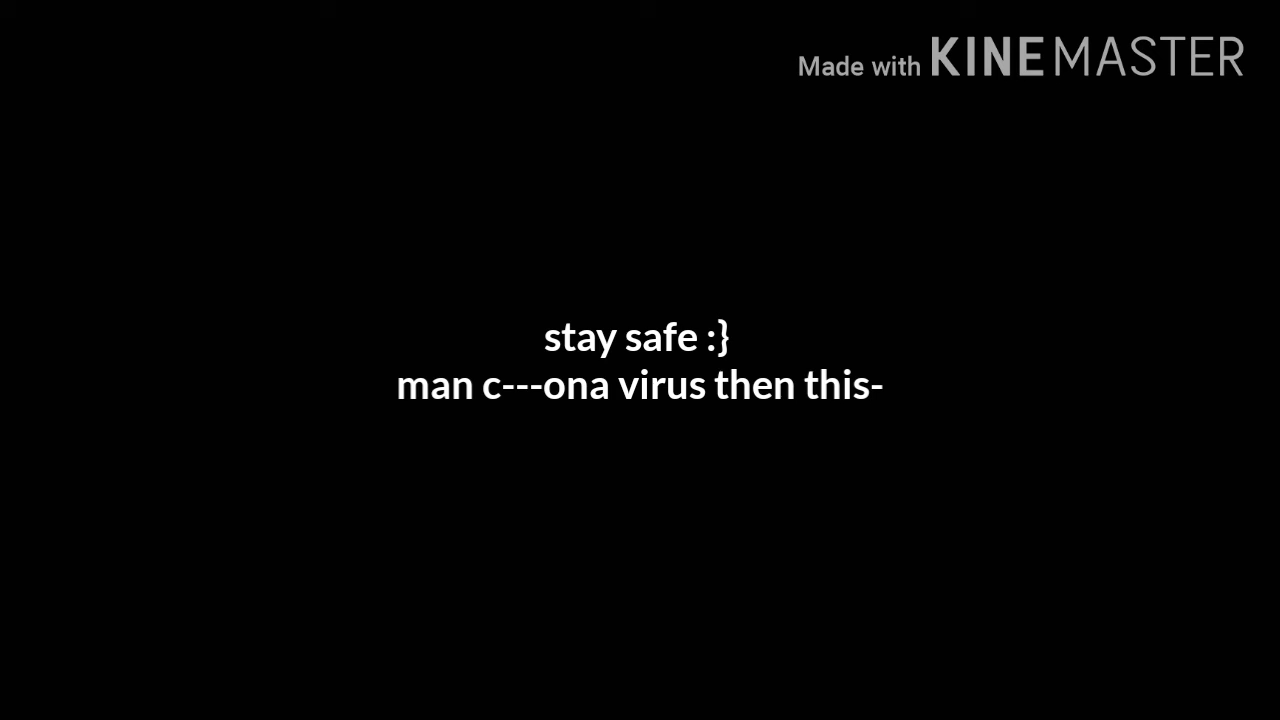 Made with KINEMASTER
stay safe :}
man c---ona virus then this-